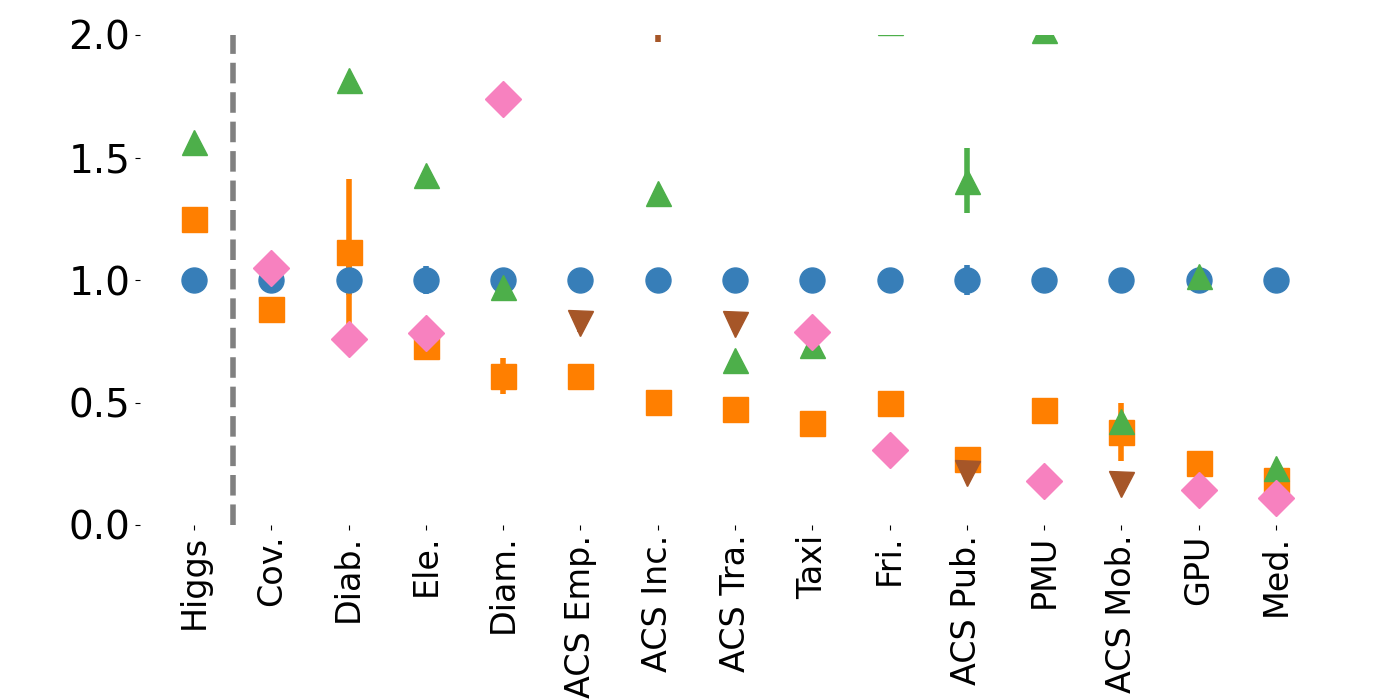 2.0
1.5
1.0
0.5
0.0
Higgs
Cov.
Diab.
Ele.
Diam.
ACS Emp.
ACS Inc.
ACS Tra.
Taxi
Fri.
ACS Pub.
PMU
ACS Mob.
GPU
Med.